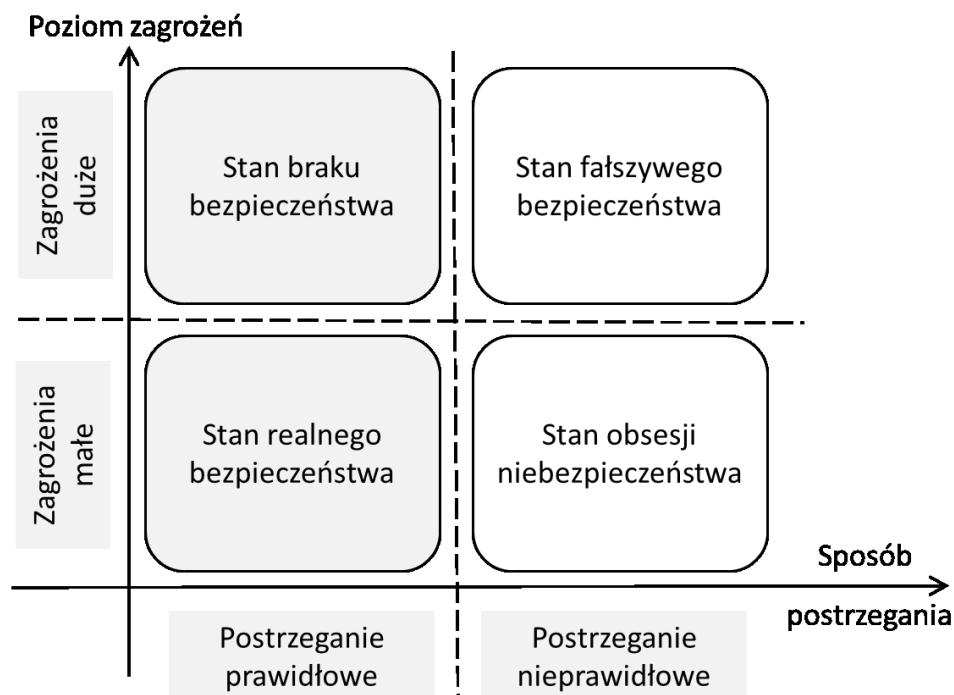 Poziom zagrożeń
Zagrożenia
duże
Stan braku
bezpieczeństwa
Stan fałszywego
bezpieczeństwa
Zagrożenia
małe
Stan realnego
bezpieczeństwa
Stan obsesji
niebezpieczeństwa
Sposób
postrzegania
Postrzeganie
prawidłowe
Postrzeganie
nieprawidłowe